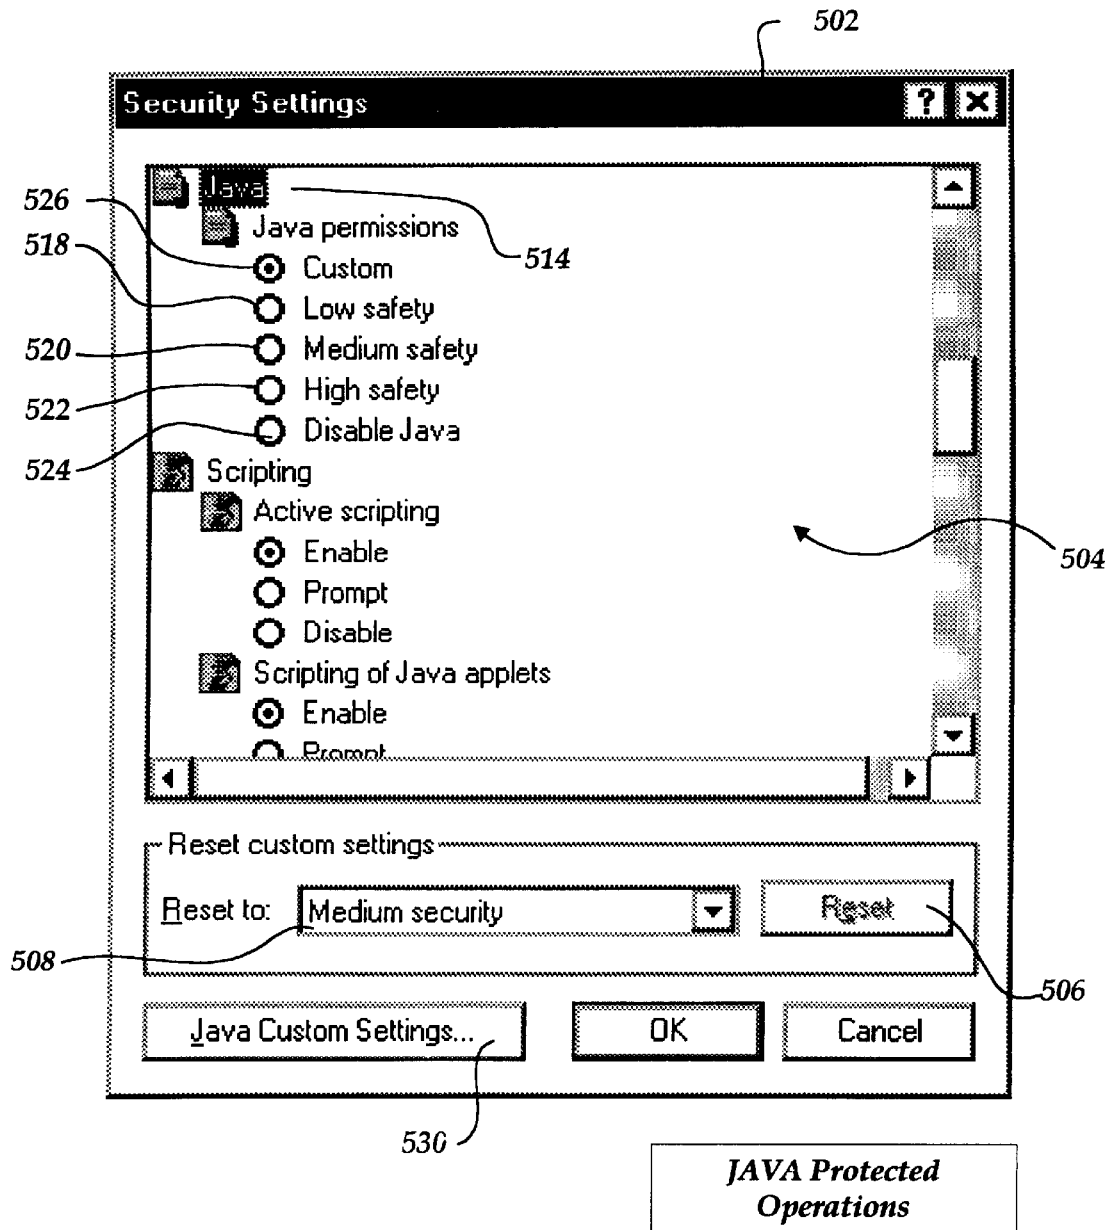 502
Security Settings ? X
Java
526
Java permissions
518
514
Custom
Low safety
520
Medium safety
522
High safety
524
Disable Java
Scripting
Active scripting
504
Enable
Prompt
Disable
Scripting of Java applets
Enable
Prompt
Reset custom settings
Reset to: Medium security Reset
508
506
Java Custom Settings... OK Cancel
530
JAVA Protected
Operations